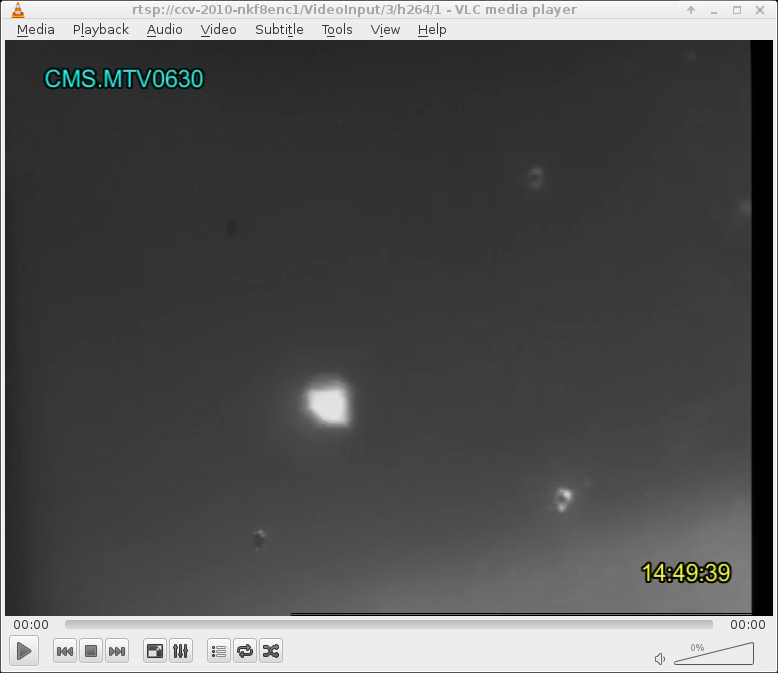 rtsp://ccv-2010-nkf8enc1/VideoInput/3/h264/1 - VLC media player
Media Playback Audio Video Subtitle Tools View Help
CMS.MTV0630
14:49:39
00:00 00:00
0%